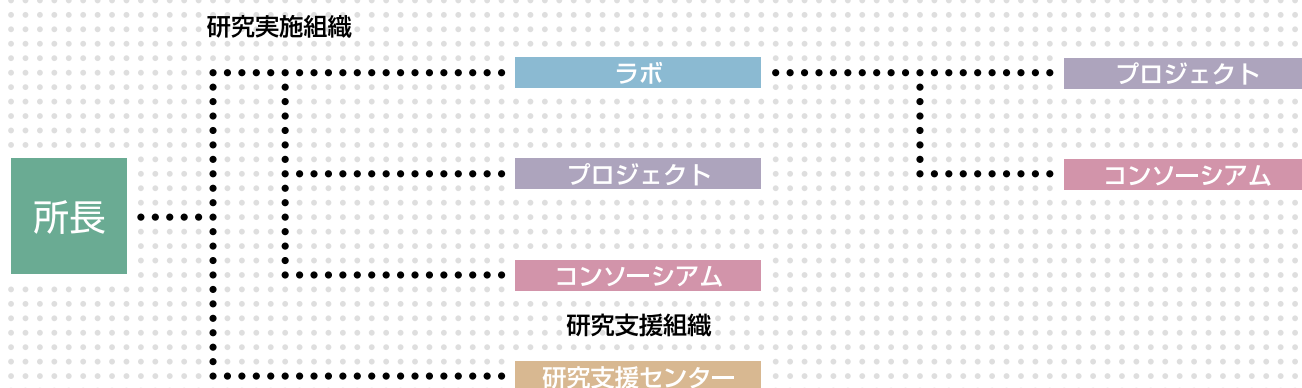 研究実施組織
ラボ
プロジェクト
プロジェクト
コンソーシアム
所長
コンソーシアム
研究支援組織
研究支援センター